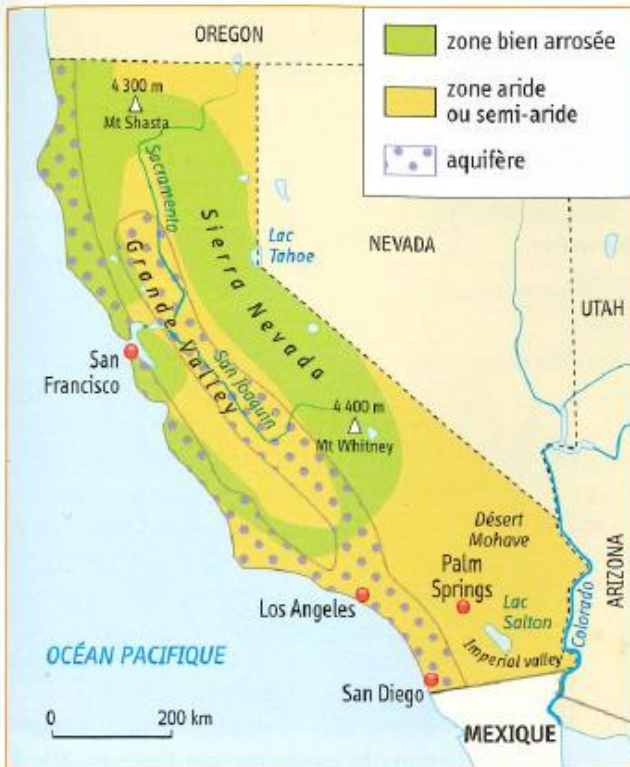 OREGON
zone bien arrosée
zone aride
ou semi-aride
aquifère
4 300 m
Mt Shasta
Sacramento
Sierra Nevada
Lac
Tahoe
NEVADA
UTAH
Grande Valley
San Joaquin
San
Francisco
4 400 m
Mt Whitney
Désert
Mohave
Palm
Springs
Lac
Salton
Imperial valley
Colorado
ARIZONA
Los Angeles
OCÉAN PACIFIQUE
San Diego
0 200 km
MEXIQUE